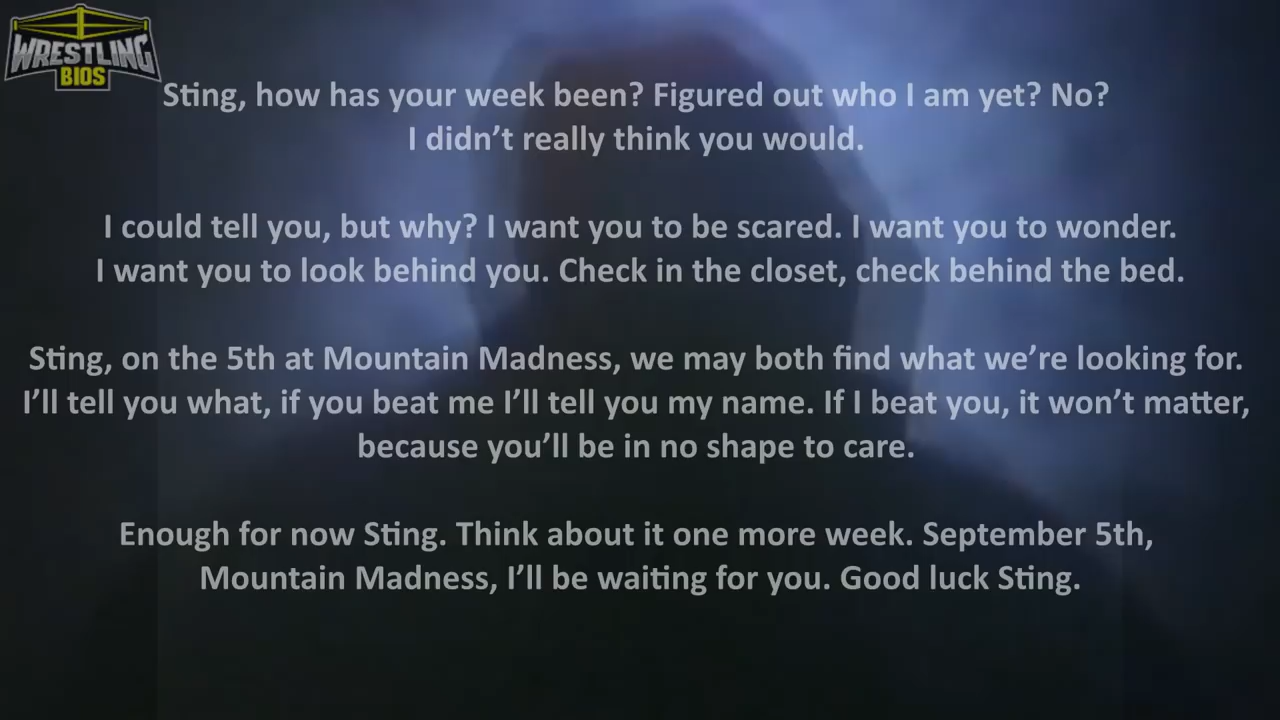 WRESTLING
BIOS
Sting, how has your week been? Figured out who I am yet? No?
I didn’t really think you would.
I could tell you, but why? I want you to be scared. I want you to wonder.
I want you to look behind you. Check in the closet, check behind the bed.
Sting, on the 5th at Mountain Madness, we may both find what we’re looking for.
I’ll tell you what, if you beat me I’ll tell you my name. If I beat you, it won’t matter,
because you’ll be in no shape to care.
Enough for now Sting. Think about it one more week. September 5th,
Mountain Madness, I’ll be waiting for you. Good luck Sting.